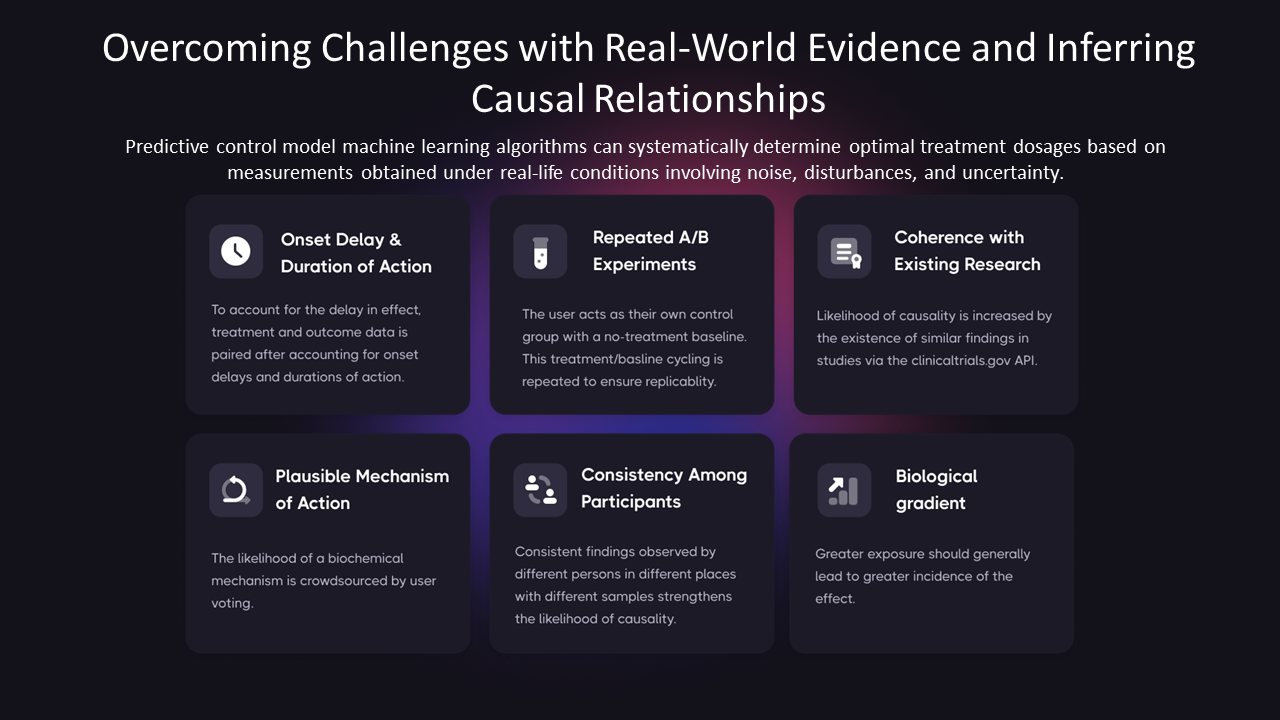 Overcoming Challenges with Real-World Evidence and Inferring
Causal Relationships
Predictive control model machine learning algorithms can systematically determine optimal treatment dosages based on
measurements obtained under real-life conditions involving noise, disturbances, and uncertainty.
Onset Delay &
Duration of Action
To account for the delay in effect,
treatment and outcome data is
paired after accounting for onset
delays and durations of action.
Repeated A/B
Experiments
The user acts as their own control
group with a no-treatment baseline.
This treatment/basline cycling is
repeated to ensure replicablity.
Coherence with
Existing Research
Likelihood of causality is increased by
the existence of similar findings in
studies via the clinicaltrials.gov API.
Plausible Mechanism
of Action
The likelihood of a biochemical
mechanism is crowdsourced by user
voting.
Consistency Among
Participants
Consistent findings observed by
different persons in different places
with different samples strengthens
the likelihood of causality.
Biological
gradient
Greater exposure should generally
lead to greater incidence of the
effect.